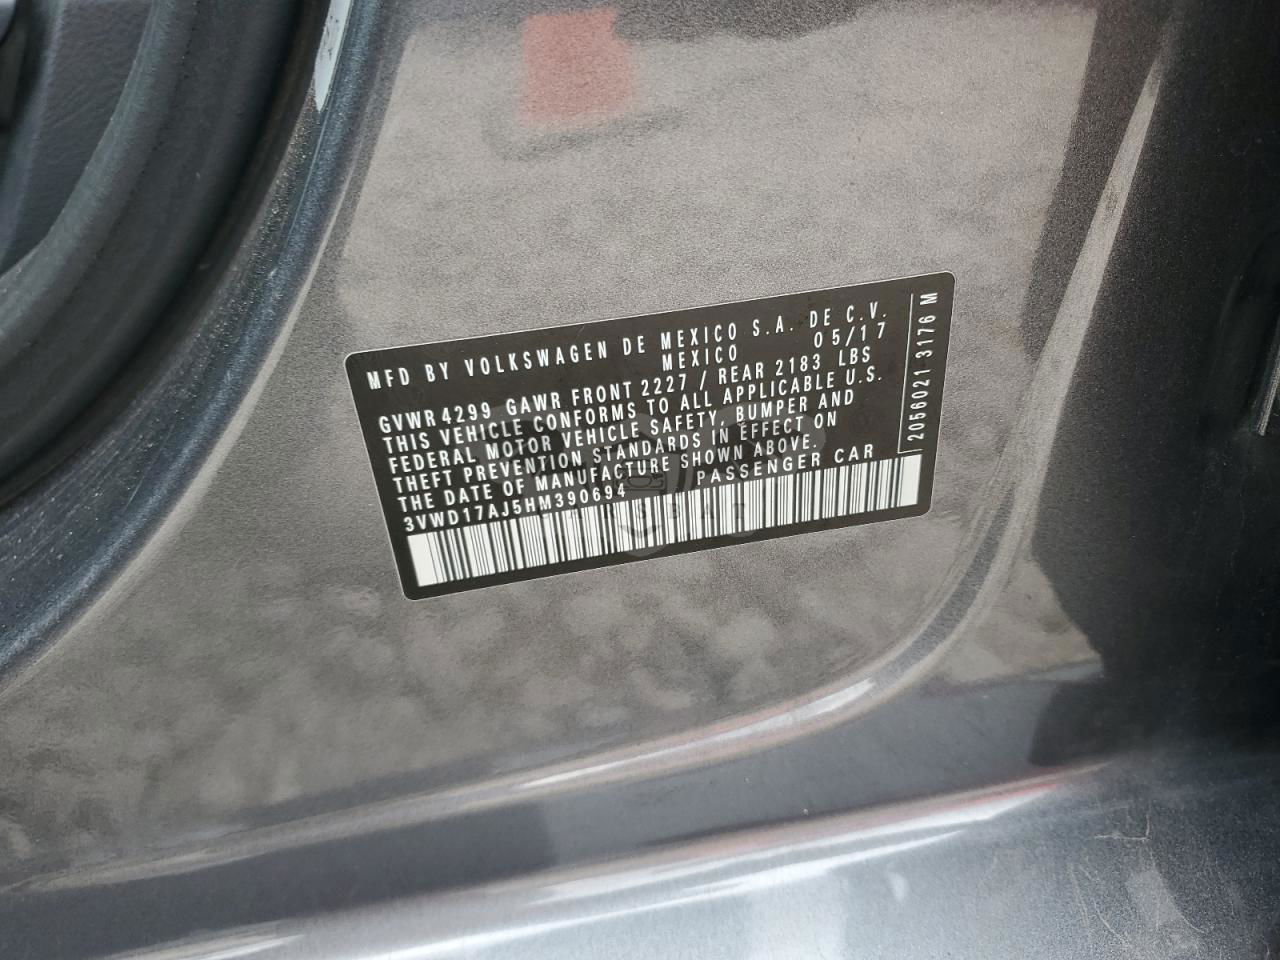 MFD BY VOLKSWAGEN DE MEXICO S.A. DE C.V.
MEXICO 05/17
GVWR 4299 GAWR FRONT 2227 / REAR 2183 LBS
THIS VEHICLE CONFORMS TO ALL APPLICABLE U.S.
FEDERAL MOTOR VEHICLE SAFETY, BUMPER AND
THEFT PREVENTION STANDARDS IN EFFECT ON
THE DATE OF MANUFACTURE SHOWN ABOVE.
3VWD17AJ5HM390694 PASSENGER CAR
2056021 3176 M